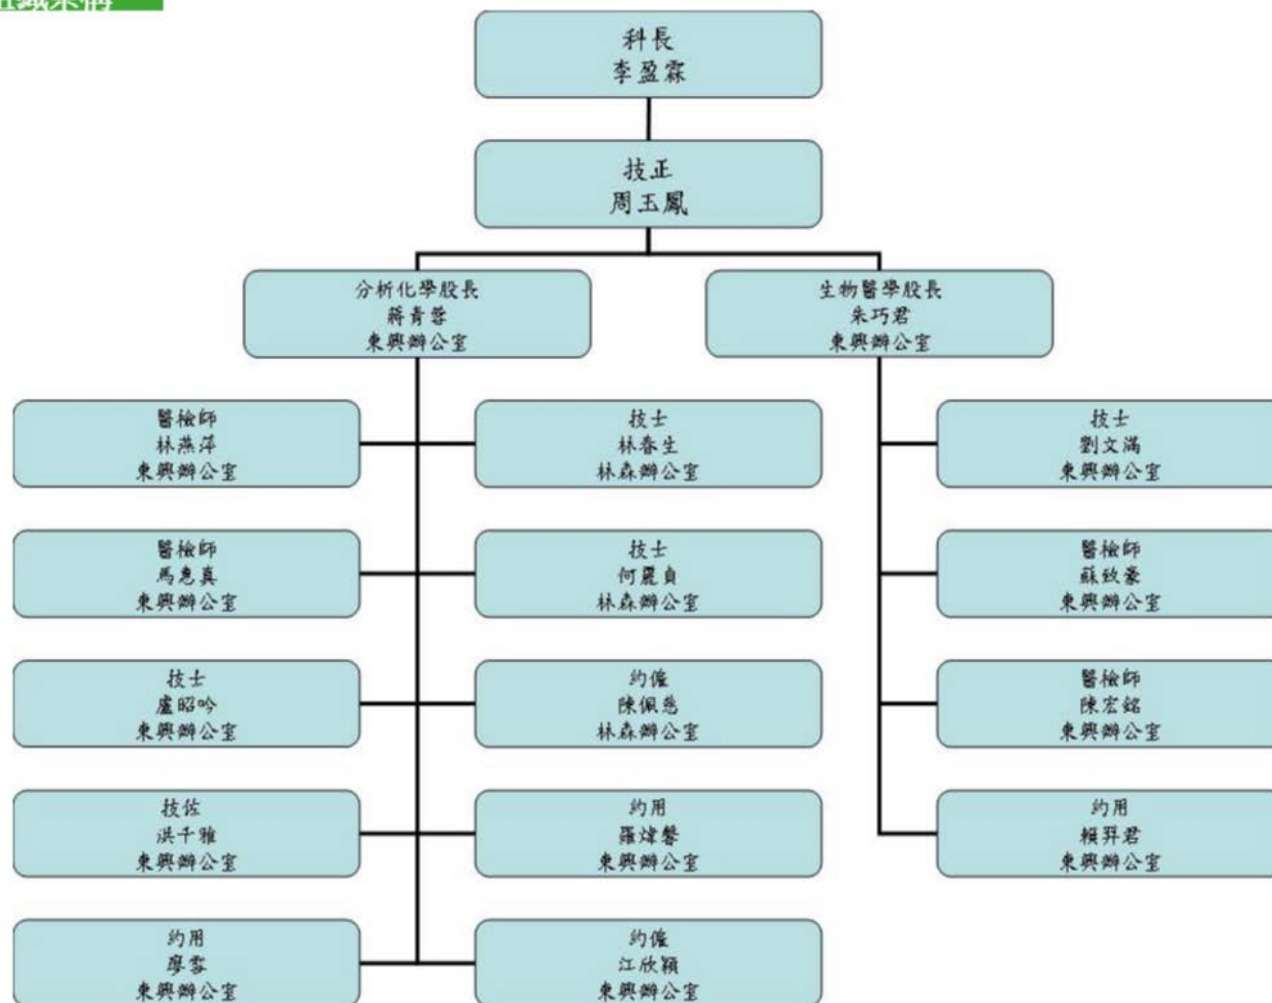 組織架構
科長
李盈霖
技正
周玉鳳
分析化學股長
蔣青蓉
東興辦公室
生物醫學股長
朱巧君
東興辦公室
醫檢師
林燕萍
東興辦公室
技士
林春生
林森辦公室
技士
劉文滿
東興辦公室
醫檢師
馬惠真
東興辦公室
技士
何麗貞
林森辦公室
醫檢師
蘇致豪
東興辦公室
技士
盧昭吟
東興辦公室
約僱
陳佩慈
林森辦公室
醫檢師
陳宏銘
東興辦公室
技佐
洪千雅
東興辦公室
約用
羅煒馨
東興辦公室
約用
賴羿君
東興辦公室
約用
廖雪
東興辦公室
約僱
江欣穎
東興辦公室